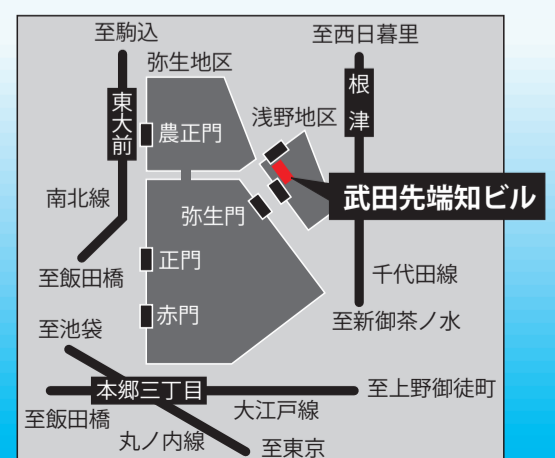 至駒込
至西日暮里
弥生地区
根津
東大前
浅野地区
農正門
武田先端知ビル
南北線
弥生門
正門
千代田線
至飯田橋
赤門
至新御茶ノ水
至池袋
本郷三丁目
至上野御徒町
大江戸線
至飯田橋
丸ノ内線
至東京